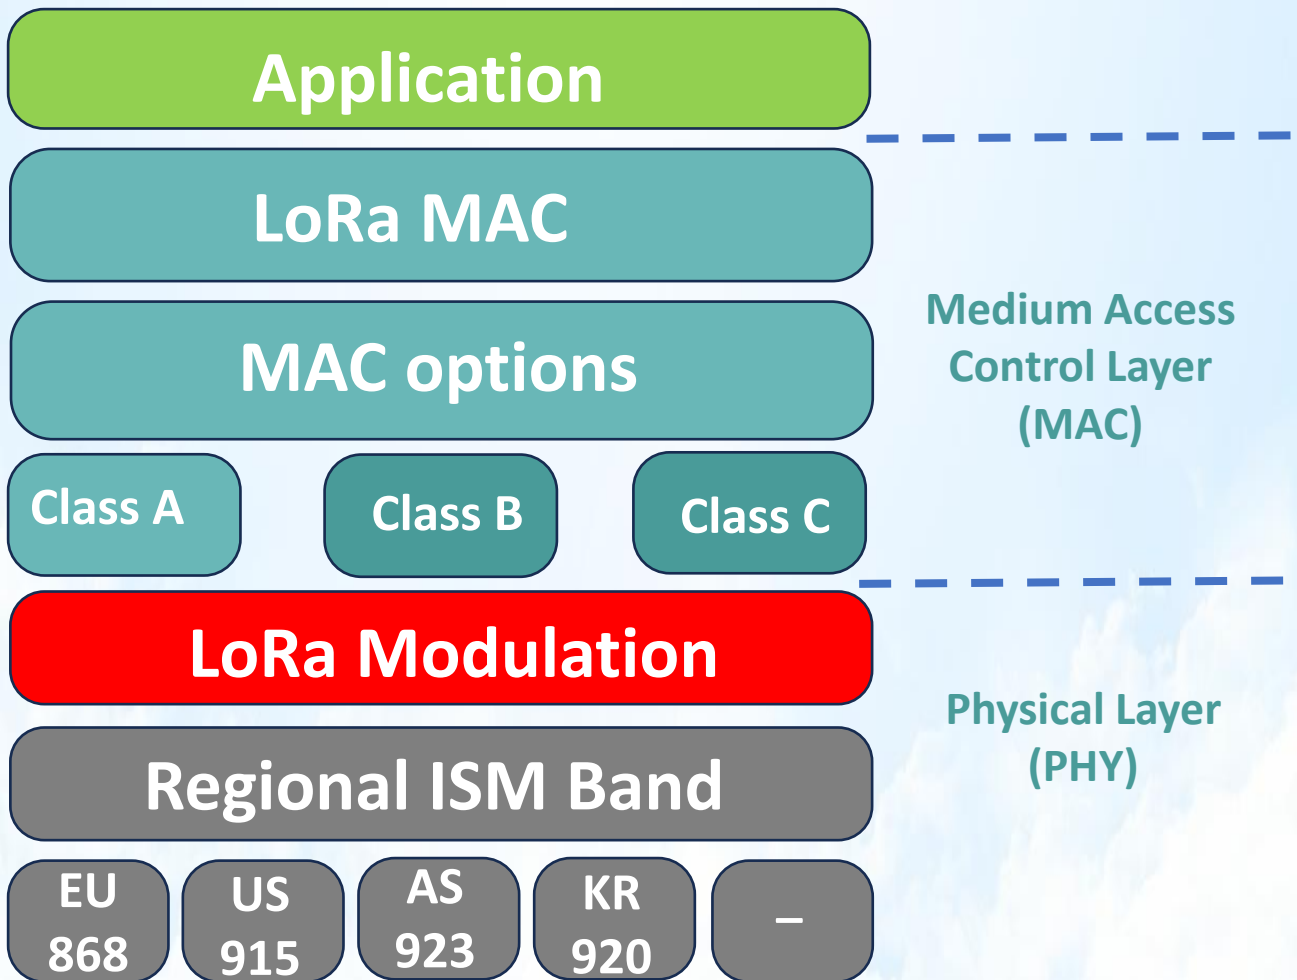 Application
LoRa MAC
MAC options
Medium Access
Control Layer
(MAC)
Class A
Class B
Class C
LoRa Modulation
Physical Layer
(PHY)
Regional ISM Band
EU
868
US
915
AS
923
KR
920
–